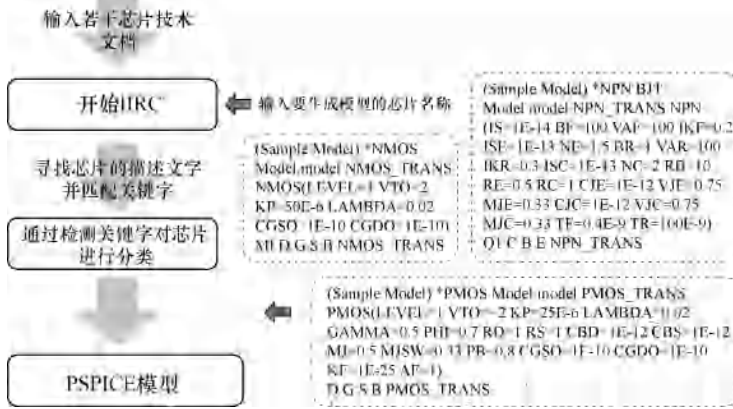 输入若干芯片技术
文档
开始HRC
输入要生成模型的芯片名称
寻找芯片的描述文字
并匹配关键字
通过检测关键字对芯片
进行分类
PSPICE模型
(Sample Model) *NMOS
Model model NMOS_TRANS
NMOS(LEVEL=1 VTO=2
KP=50E-6 LAMBDA=0.02
CGSO=1E-10 CGDO=1E-10)
M1 D G S B NMOS_TRANS
(Sample Model) *NPN BJT
Model model NPN_TRANS NPN
(IS=1E-14 BF=100 VAF=100 IKF=0.2
ISE=1E-13 NE=1.5 BR=1 VAR=100
IKR=0.3 ISC=1E-13 NC=2 RB=10
RE=0.5 RC=1 CJE=1E-12 VJE=0.75
MJE=0.33 CJC=1E-12 VJC=0.75
MJC=0.33 TF=0.4E-9 TR=100E-9)
Q1 C B E NPN_TRANS
(Sample Model) *PMOS Model model PMOS_TRANS
PMOS(LEVEL=1 VTO=-2 KP=25E-6 LAMBDA=0.02
GAMMA=0.5 PHI=0.7 RD=1 RS=1 CBD=1E-12 CBS=1E-12
MJ=0.5 MJSW=0.33 PB=0.8 CGSO=1E-10 CGDO=1E-10
KF=1E-25 AF=1)
D G S B PMOS_TRANS